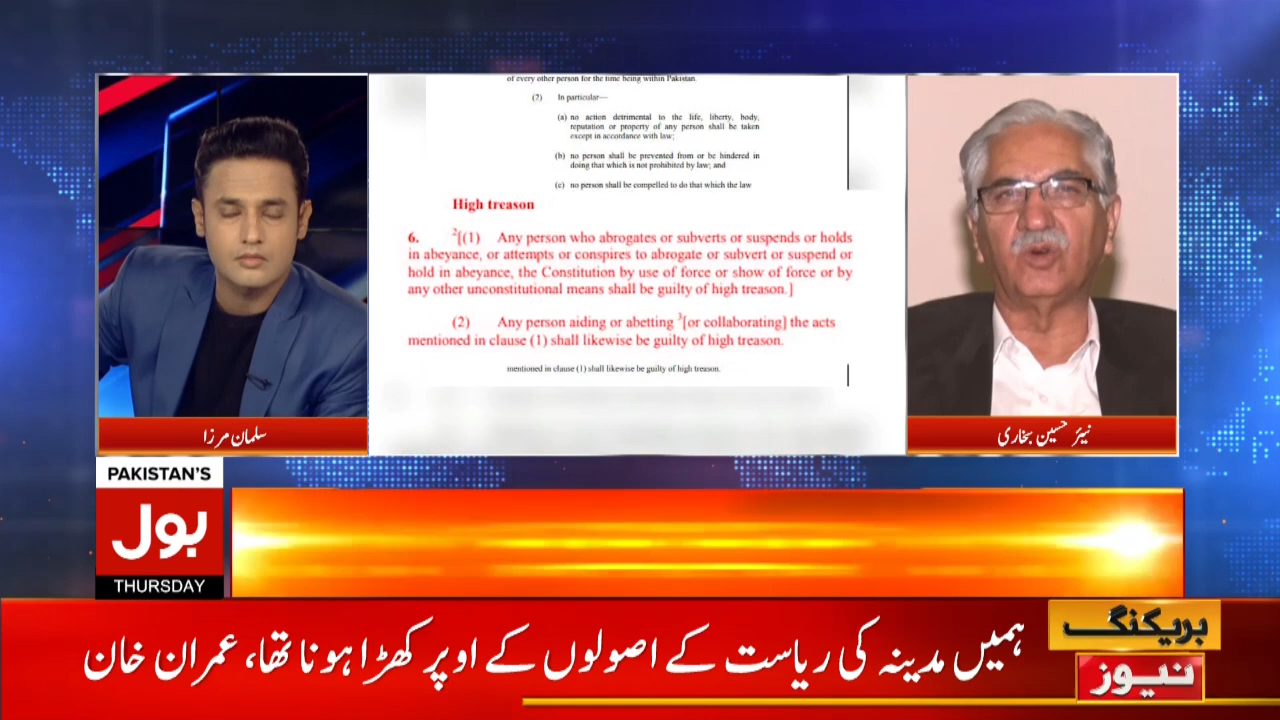 of every other person for the time being within Pakistan.
(2) In particular—
(a) no action detrimental to the life, liberty, body,
reputation or property of any person shall be taken
except in accordance with law;
(b) no person shall be prevented from or be hindered in
doing that which is not prohibited by law; and
(c) no person shall be compelled to do that which the law
High treason
6. 2[(1) Any person who abrogates or subverts or suspends or holds
in abeyance, or attempts or conspires to abrogate or subvert or suspend or
hold in abeyance, the Constitution by use of force or show of force or by
any other unconstitutional means shall be guilty of high treason.]
(2) Any person aiding or abetting 3[or collaborating] the acts
mentioned in clause (1) shall likewise be guilty of high treason.
mentioned in clause (1) shall likewise be guilty of high treason.
سلمان مرزا
نیئر حسین بخاری
PAKISTAN'S
بول
THURSDAY
بریکنگ
نیوز
ہمیں مدینہ کی ریاست کے اصولوں کے اوپر کھڑا ہونا تھا، عمران خان